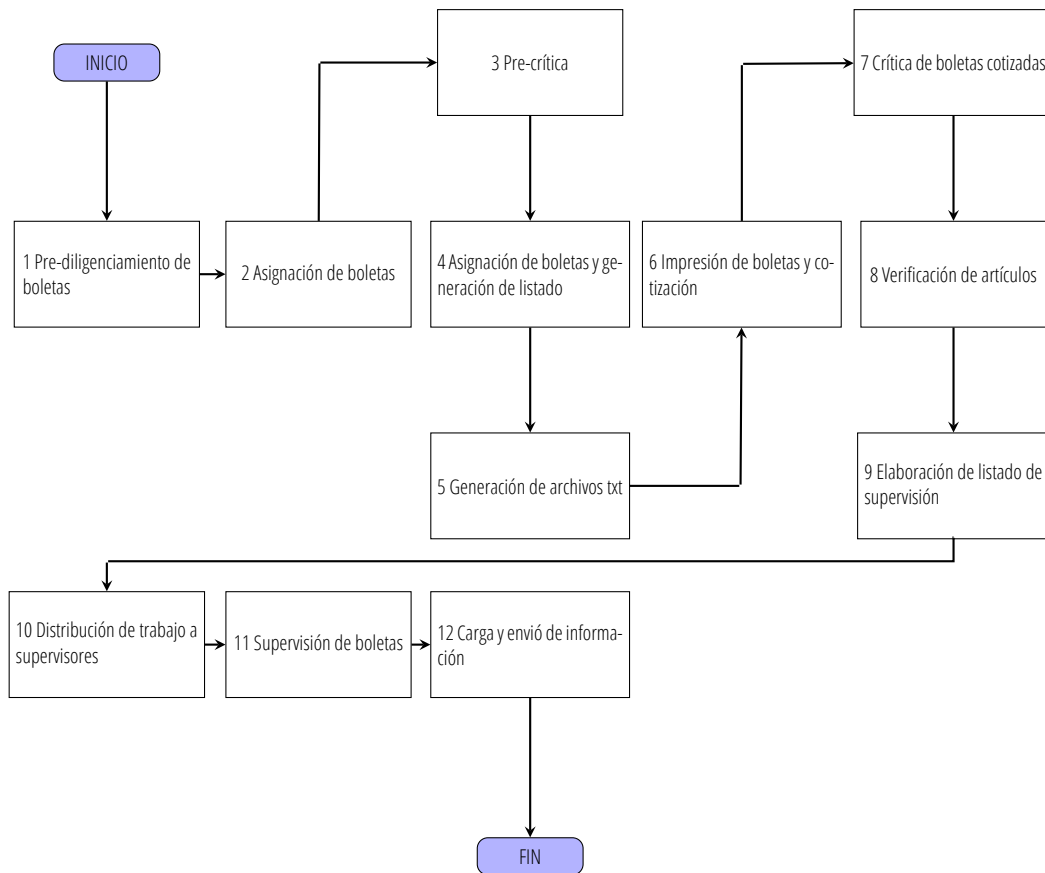 INICIO
1 Pre-diligenciamiento de
boletas
2 Asignación de boletas
3 Pre-crítica
4 Asignación de boletas y ge-
neración de listado
5 Generación de archivos txt
6 Impresión de boletas y co-
tización
7 Crítica de boletas cotizadas
8 Verificación de artículos
9 Elaboración de listado de
supervisión
10 Distribución de trabajo a
supervisores
11 Supervisión de boletas
12 Carga y envió de informa-
ción
FIN